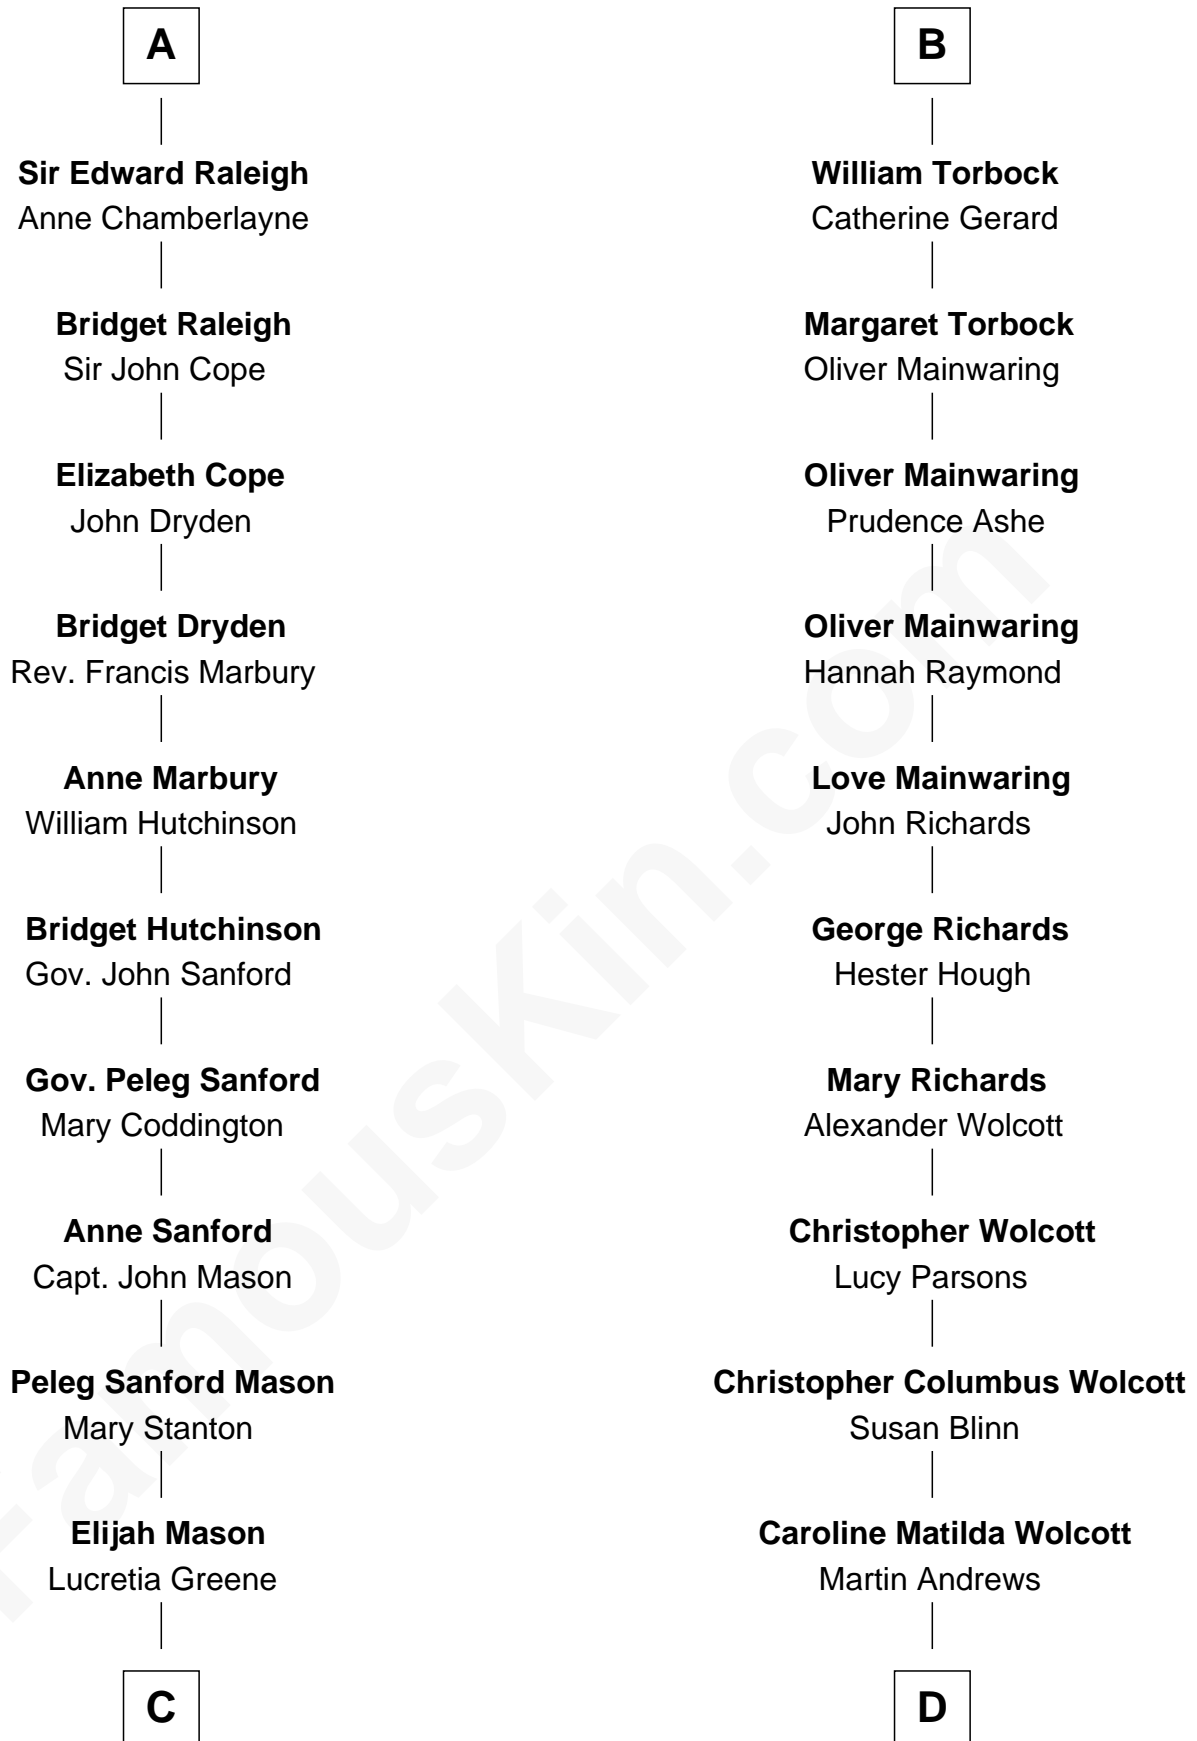 A
Sir Edward Raleigh
Anne Chamberlayne
Bridget Raleigh
Sir John Cope
Elizabeth Cope
John Dryden
Bridget Dryden
Rev. Francis Marbury
Anne Marbury
William Hutchinson
Bridget Hutchinson
Gov. John Sanford
Gov. Peleg Sanford
Mary Coddington
Anne Sanford
Capt. John Mason
Peleg Sanford Mason
Mary Stanton
Elijah Mason
Lucretia Greene
C
B
William Torbock
Catherine Gerard
Margaret Torbock
Oliver Mainwaring
Oliver Mainwaring
Prudence Ashe
Oliver Mainwaring
Hannah Raymond
Love Mainwaring
John Richards
George Richards
Hester Hough
Mary Richards
Alexander Wolcott
Christopher Wolcott
Lucy Parsons
Christopher Columbus Wolcott
Susan Blinn
Caroline Matilda Wolcott
Martin Andrews
D
FamousKin.com